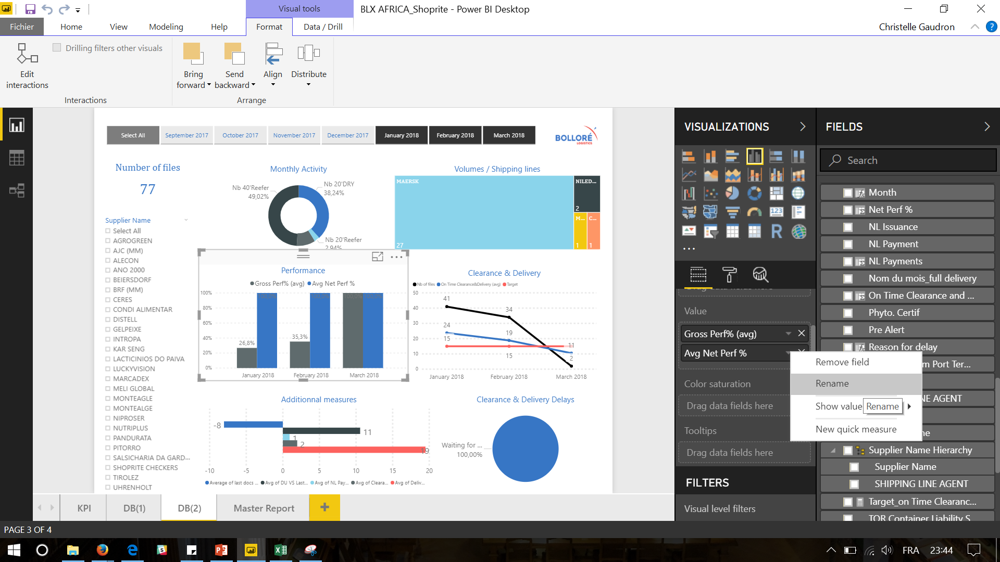 Visual tools
BLX AFRICA_Shoprite - Power BI Desktop
Fichier
Home
View
Modeling
Help
Format
Data / Drill
Christelle Gaudron
?
Edit interactions
Drilling filters other visuals
Bring forward
Send backward
Align
Distribute
Interactions
Arrange
Select All
September 2017
October 2017
November 2017
December 2017
January 2018
February 2018
March 2018
BOLLORÉ
LOGISTICS
Number of files
77
Supplier Name
Select All
AGROGREEN
AJC (MM)
ALECON
ANO 2000
BEIERSDORF
BRF (MM)
CERES
CONDI ALIMENTAR
DISTELL
GELPEIXE
INTROPA
KAR SENG
LACTICINIOS DO PAIVA
LUCKYVISION
MARCADEX
MELI GLOBAL
MONTEAGLE
MONTEALGE
NIPROSER
NUTRIPLUS
PANDURATA
PITORRO
SALSICHARIA DA GARD...
SHOPRITE CHECKERS
TIROLEZ
UHRENHOLT
Monthly Activity
Nb 40'Reefer
49,02%
Nb 20'DRY
38,24%
Nb 20'Reefer
2,94%
Volumes / Shipping lines
MAERSK
27
NILED...
2
M...
1
C...
1
Performance
Gross Perf% (avg)
Avg Net Perf %
100%
80%
60%
40%
20%
0%
26,8%
100,0%
35,3%
100,0%
100,0%
100,0%
January 2018
February 2018
March 2018
Clearance & Delivery
Nb of files
On Time Clearance&Delivery (avg)
Target
50
40
30
20
10
0
41
34
24
19
15
15
11
2
January 2018
February 2018
March 2018
Additionnal measures
-8
11
1
2
19
-10
-5
0
5
10
15
20
Average of last docs ...
Avg of DU VS Last...
Avg of NL Pay...
Avg of Cleara...
Avg of Deliv...
Clearance & Delivery Delays
Waiting for ...
100,00%
VISUALIZATIONS
123
R
Value
Gross Perf% (avg)
Avg Net Perf %
Color saturation
Drag data fields here
Tooltips
Drag data fields here
FILTERS
Visual level filters
Remove field
Rename
Show value
Rename
New quick measure
FIELDS
Search
Month
Net Perf %
NL Issuance
NL Payment
NL Payments
Nom du mois_full delivery
On Time Clearance and ...
Phyto. Certif
Pre Alert
Reason for delay
m Port Ter...
NE AGENT
ne
Supplier Name Hierarchy
Supplier Name
SHIPPING LINE AGENT
Target_on Time Clearanc...
TOR Container Liability S
KPI
DB(1)
DB(2)
Master Report
+
PAGE 3 OF 4
FRA
23:44